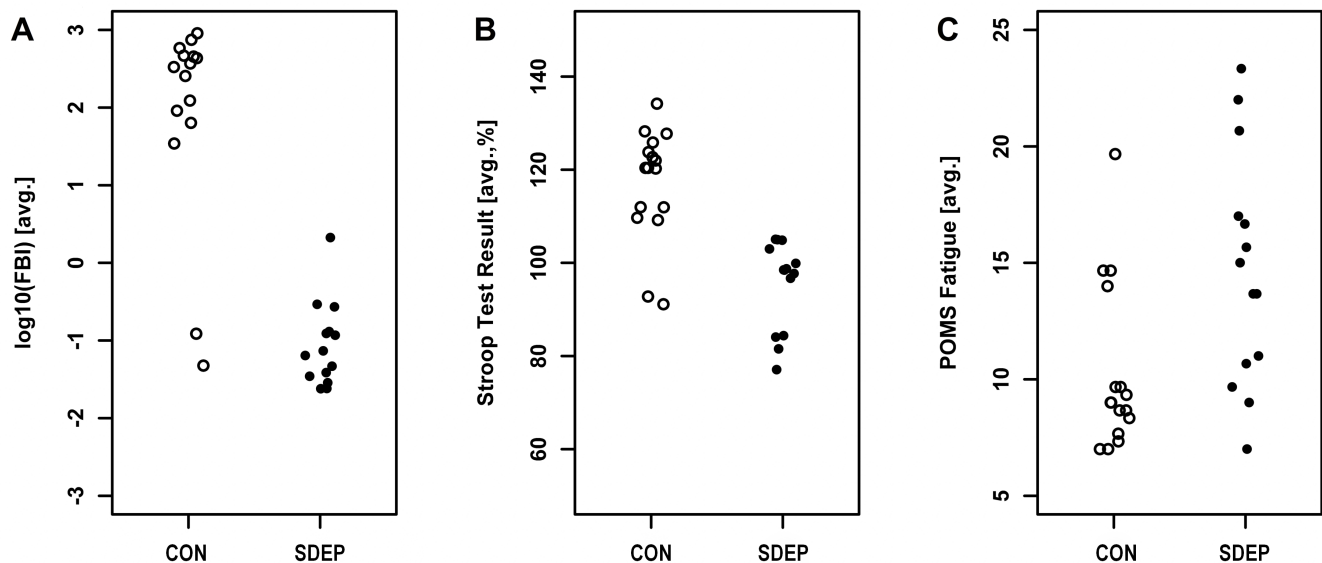 A
log10(FBI) [avg.]
3
2
1
0
-1
-2
-3
CON SDEP
B
Stroop Test Result [avg.,%]
140
120
100
80
60
CON SDEP
C
POMS Fatigue [avg.]
25
20
15
10
5
CON SDEP